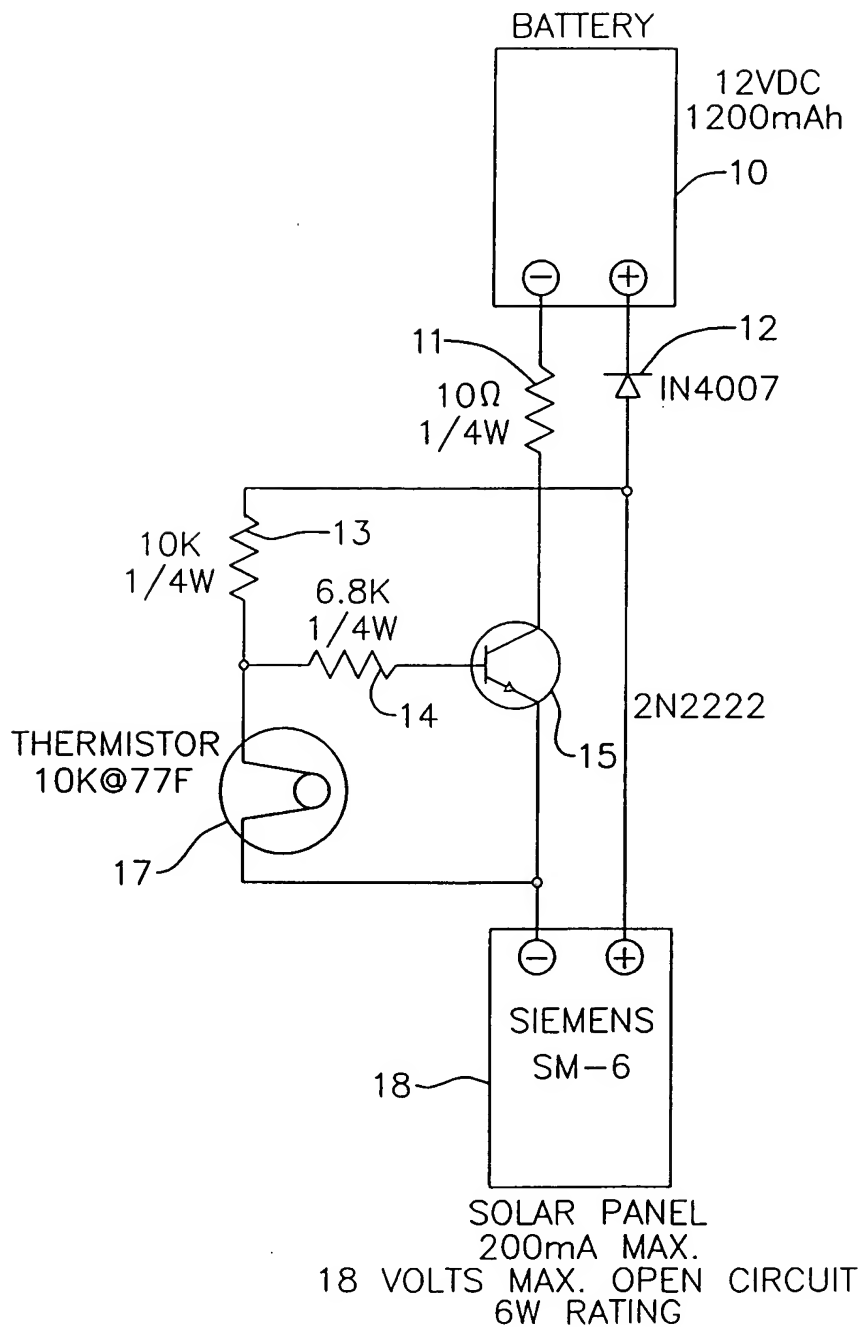 BATTERY
12VDC
1200mAh
10
−
+
11
12
10Ω
1/4W
IN4007
13
10K
1/4W
6.8K
1/4W
14
2N2222
15
THERMISTOR
10K@77F
17
−
+
SIEMENS
SM-6
18
SOLAR PANEL
200mA MAX.
18 VOLTS MAX. OPEN CIRCUIT
6W RATING